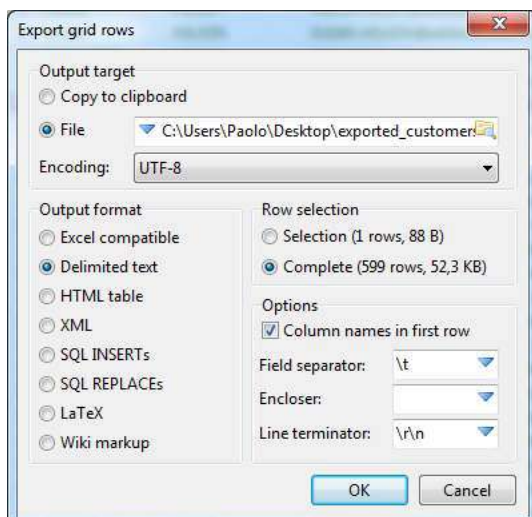 Export grid rows
Output target
Copy to clipboard
File
C:\Users\Paolo\Desktop\exported_customers
Encoding:
UTF-8
Output format
Excel compatible
Delimited text
HTML table
XML
SQL INSERTs
SQL REPLACEs
LaTeX
Wiki markup
Row selection
Selection (1 rows, 88 B)
Complete (599 rows, 52,3 KB)
Options
Column names in first row
Field separator:
\t
Encloser:
Line terminator:
\r\n
OK
Cancel